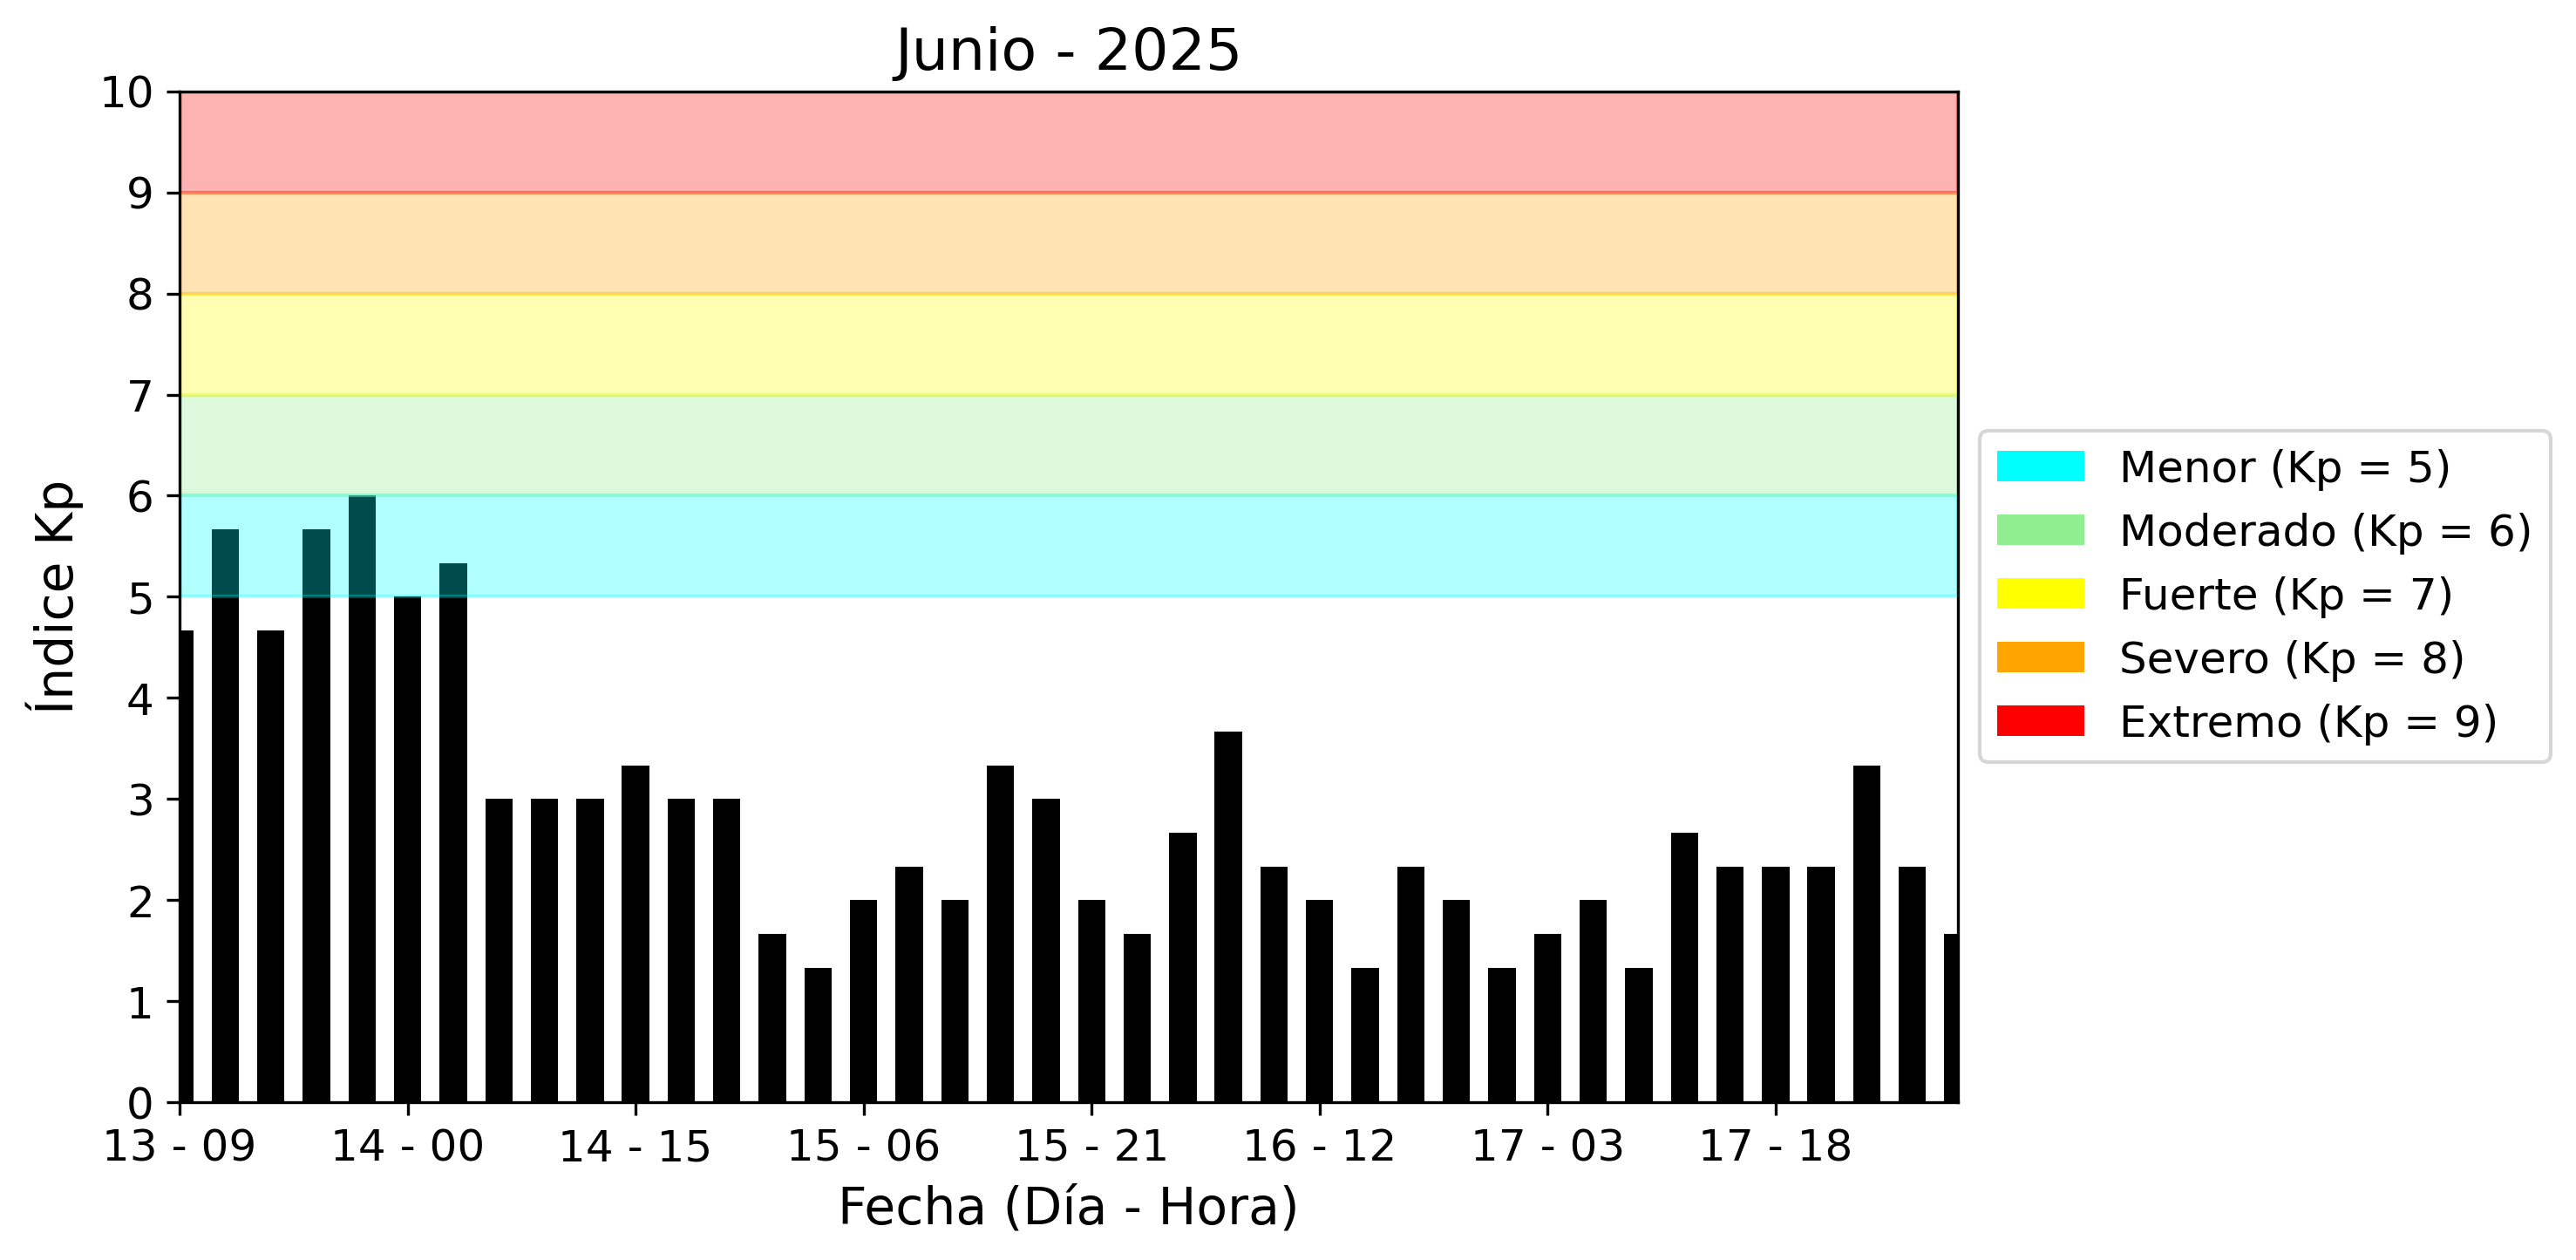 Junio - 2025
10
9
8
7
6
5
4
3
2
1
0
Índice Kp
13 - 09
14 - 00
14 - 15
15 - 06
15 - 21
16 - 12
17 - 03
17 - 18
Fecha (Día - Hora)
Menor (Kp = 5)
Moderado (Kp = 6)
Fuerte (Kp = 7)
Severo (Kp = 8)
Extremo (Kp = 9)